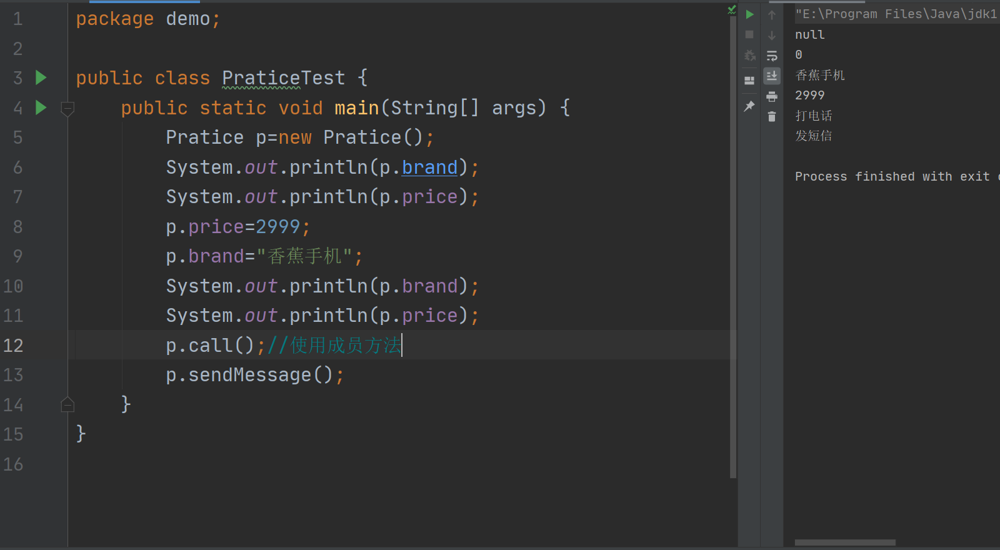 1 package demo;
2
3 public class PraticeTest {
4 public static void main(String[] args) {
5 Pratice p=new Pratice();
6 System.out.println(p.brand);
7 System.out.println(p.price);
8 p.price=2999;
9 p.brand="香蕉手机";
10 System.out.println(p.brand);
11 System.out.println(p.price);
12 p.call();//使用成员方法
13 p.sendMessage();
14 }
15 }
16
"E:\Program Files\Java\jdk1
null
0
香蕉手机
2999
打电话
发短信
Process finished with exit